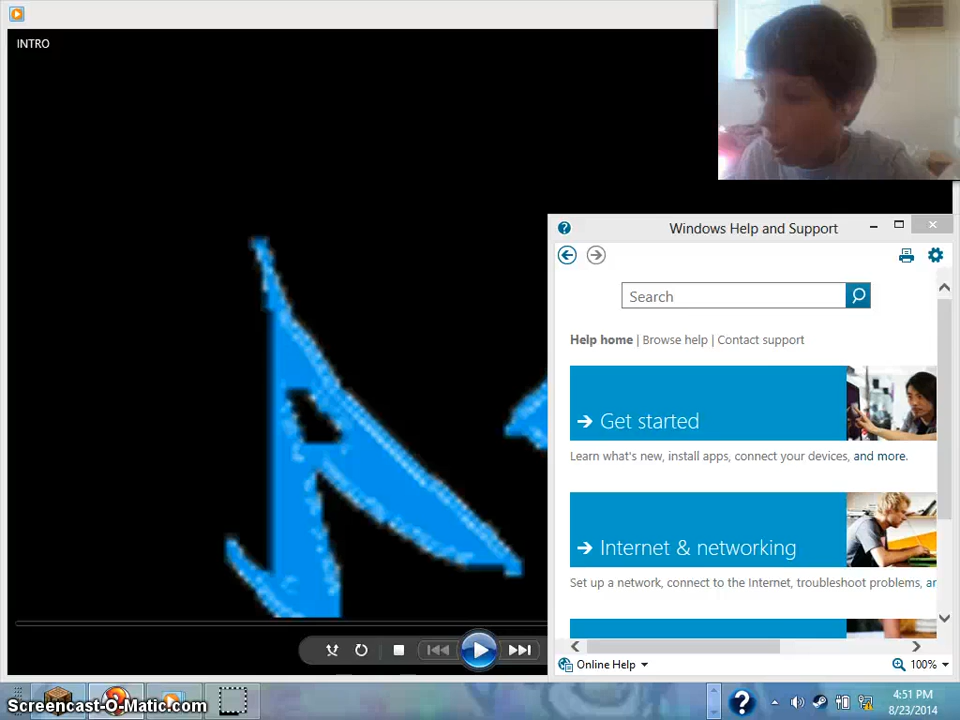 INTRO
Windows Help and Support
Search
Help home | Browse help | Contact support
Get started
Learn what's new, install apps, connect your devices, and more.
Internet & networking
Set up a network, connect to the Internet, troubleshoot problems, ar
Online Help
100%
4:51 PM
8/23/2014
Screencast-O-Matic.com